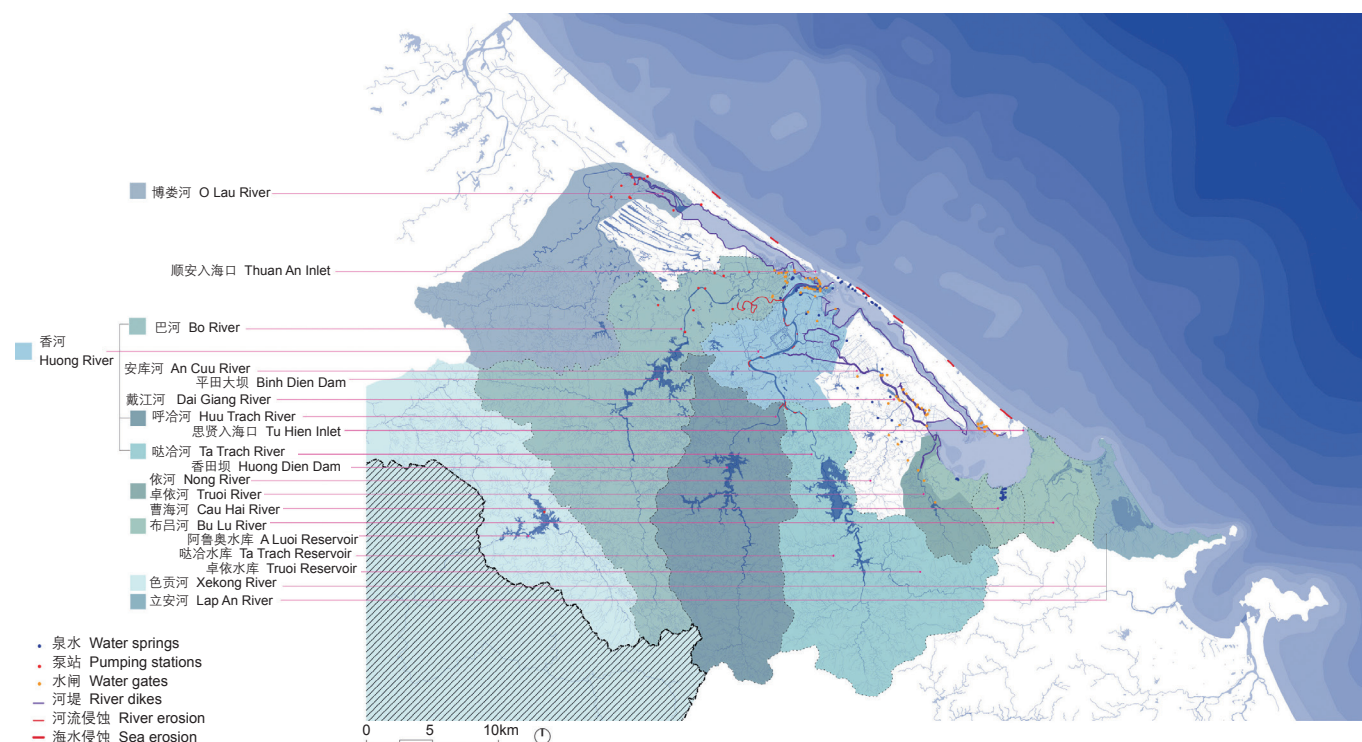 博娄河 O Lau River
顺安入海口 Thuan An Inlet
巴河 Bo River
香河
Huong River
安库河 An Cuu River
平田大坝 Binh Dien Dam
戴江河 Dai Giang River
呼冾河 Huu Trach River
思贤入海口 Tu Hien Inlet
哒冾河 Ta Trach River
香田坝 Huong Dien Dam
依河 Nong River
卓依河 Truoi River
曹海河 Cau Hai River
布吕河 Bu Lu River
阿鲁奥水库 A Luoi Reservoir
哒冾水库 Ta Trach Reservoir
卓依水库 Truoi Reservoir
色贡河 Xekong River
立安河 Lap An River
泉水 Water springs
泵站 Pumping stations
水闸 Water gates
河堤 River dikes
河流侵蚀 River erosion
海水侵蚀 Sea erosion
0 5 10km